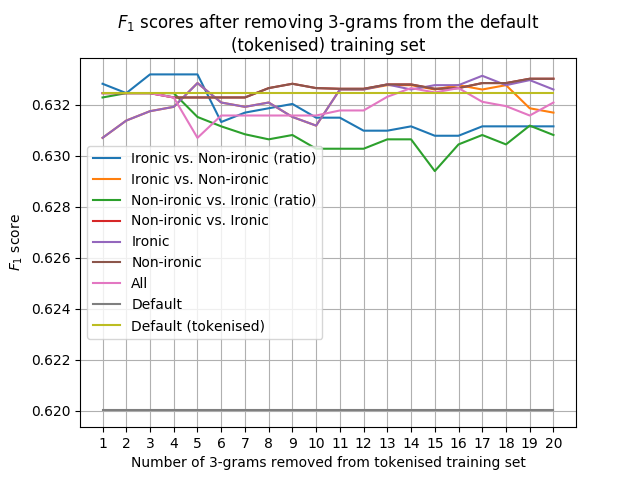 F₁ scores after removing 3-grams from the default
(tokenised) training set
F₁ score
0.632
0.630
0.628
0.626
0.624
0.622
0.620
Ironic vs. Non-ironic (ratio)
Ironic vs. Non-ironic
Non-ironic vs. Ironic (ratio)
Non-ironic vs. Ironic
Ironic
Non-ironic
All
Default
Default (tokenised)
1 2 3 4 5 6 7 8 9 10 11 12 13 14 15 16 17 18 19 20
Number of 3-grams removed from tokenised training set